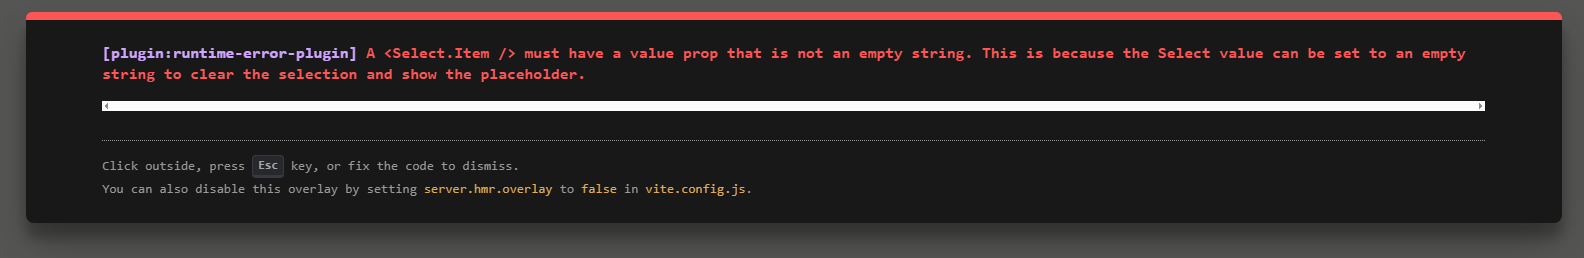 [plugin:runtime-error-plugin] A <Select.Item /> must have a value prop that is not an empty string. This is because the Select value can be set to an empty
string to clear the selection and show the placeholder.
Click outside, press Esc key, or fix the code to dismiss.
You can also disable this overlay by setting server.hmr.overlay to false in vite.config.js.